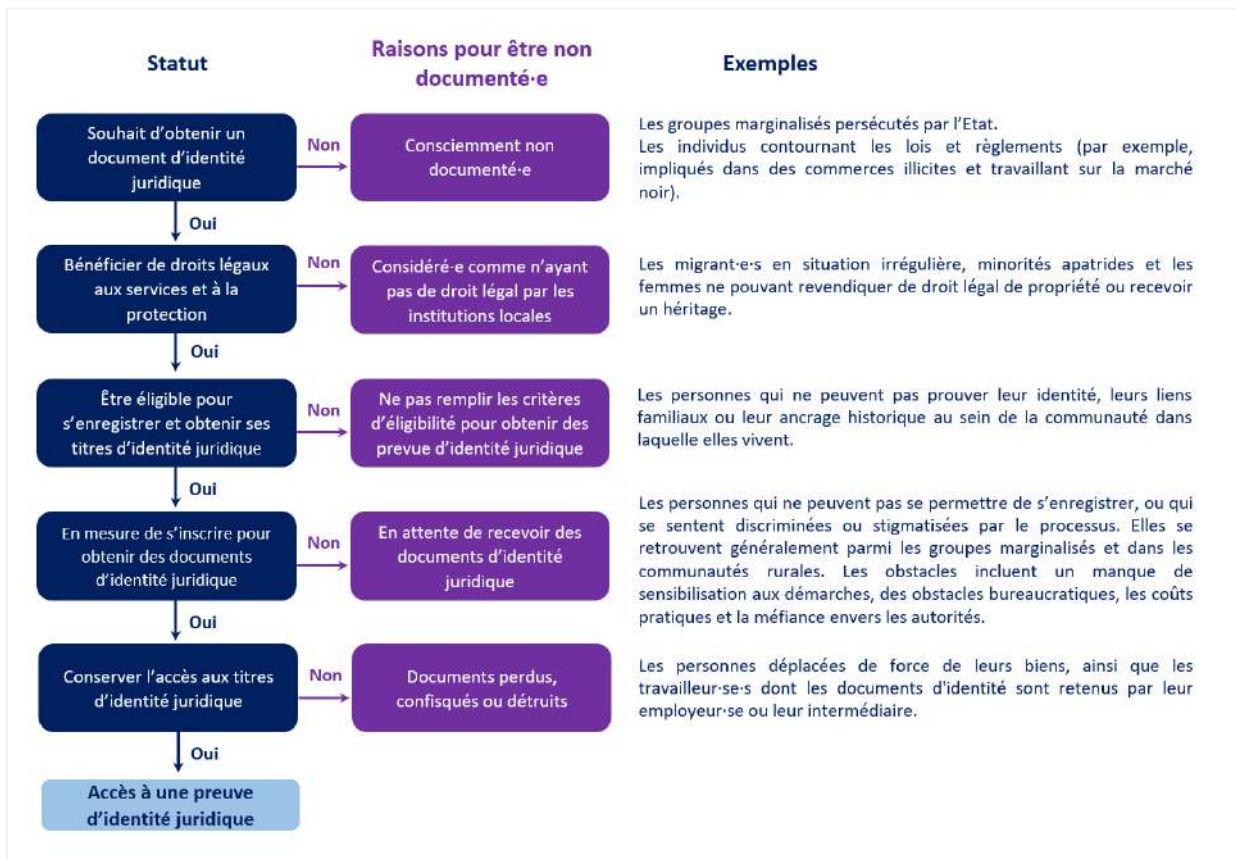 Statut
Raisons pour être non
documenté·e
Exemples
Souhait d’obtenir un
document d’identité
juridique
Non
Consciemment non
documenté·e
Les groupes marginalisés persécutés par l’Etat.
Les individus contournant les lois et règlements (par exemple,
impliqués dans des commerces illicites et travaillant sur la marché
noir).
Oui
Bénéficier de droits légaux
aux services et à la
protection
Non
Considéré·e comme n’ayant
pas de droit légal par les
institutions locales
Les migrant·e·s en situation irrégulière, minorités apatrides et les
femmes ne pouvant revendiquer de droit légal de propriété ou recevoir
un héritage.
Oui
Être éligible pour
s’enregistrer et obtenir ses
titres d’identité juridique
Non
Ne pas remplir les critères
d’éligibilité pour obtenir des
prevue d’identité juridique
Les personnes qui ne peuvent pas prouver leur identité, leurs liens
familiaux ou leur ancrage historique au sein de la communauté dans
laquelle elles vivent.
Oui
En mesure de s’inscrire pour
obtenir des documents
d’identité juridique
Non
En attente de recevoir des
documents d’identité
juridique
Les personnes qui ne peuvent pas se permettre de s’enregistrer, ou qui
se sentent discriminées ou stigmatisées par le processus. Elles se
retrouvent généralement parmi les groupes marginalisés et dans les
communautés rurales. Les obstacles incluent un manque de
sensibilisation aux démarches, des obstacles bureaucratiques, les coûts
pratiques et la méfiance envers les autorités.
Oui
Conserver l’accès aux titres
d’identité juridique
Non
Documents perdus,
confisqués ou détruits
Les personnes déplacées de force de leurs biens, ainsi que les
travailleur·se·s dont les documents d'identité sont retenus par leur
employeur·se ou leur intermédiaire.
Oui
Accès à une preuve
d’identité juridique